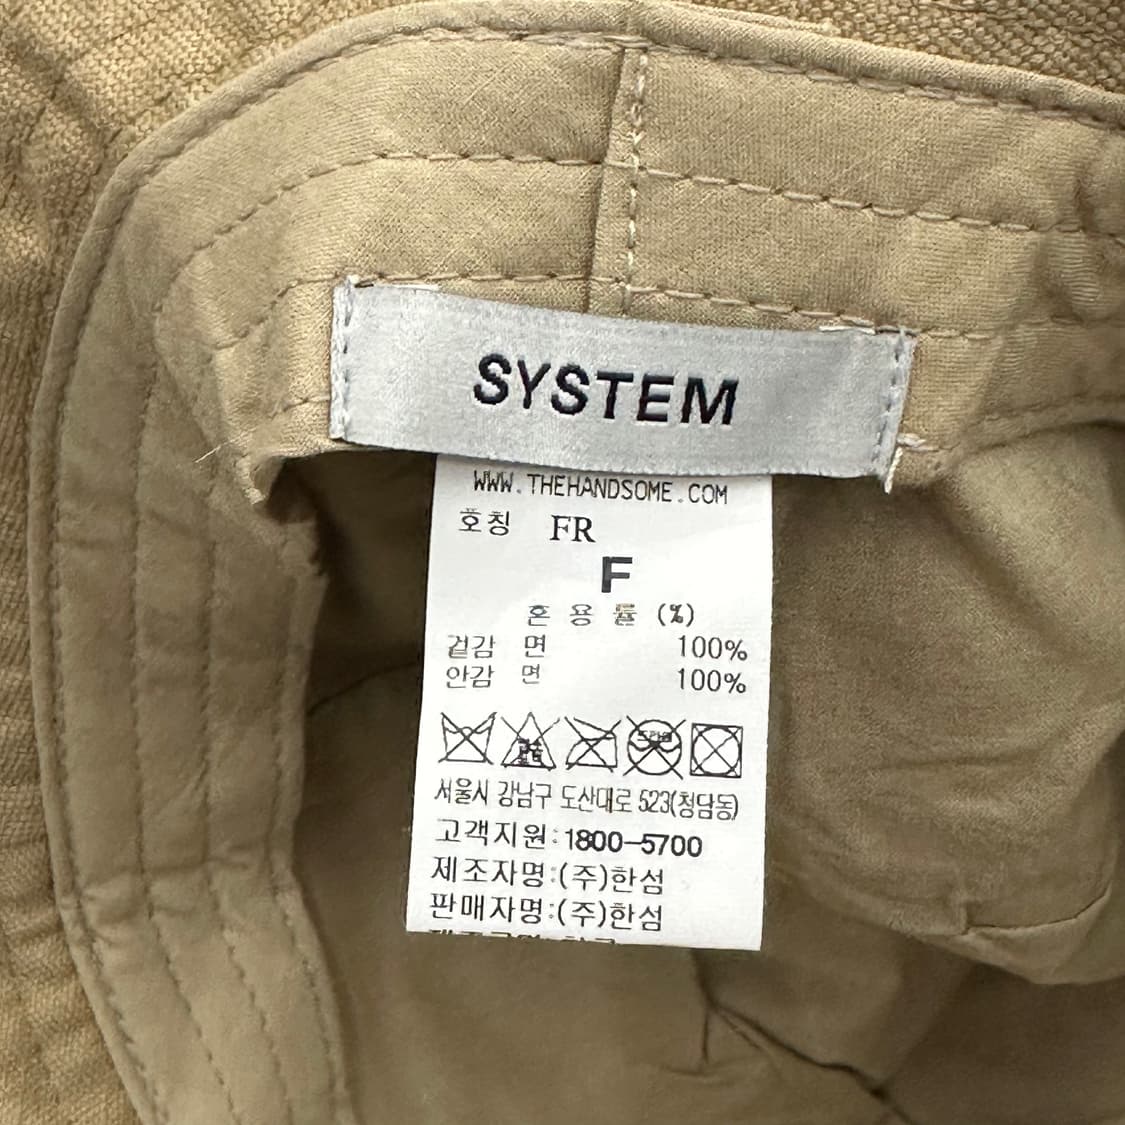 SYSTEM
WWW.THEHANDSOME.COM
호칭 FR
F
혼 용 률 (%)
겉감 면 100%
안감 면 100%
서울시 강남구 도산대로 523(청담동)
고객지원:1800-5700
제조자명:(주)한섬
판매자명:(주)한섬